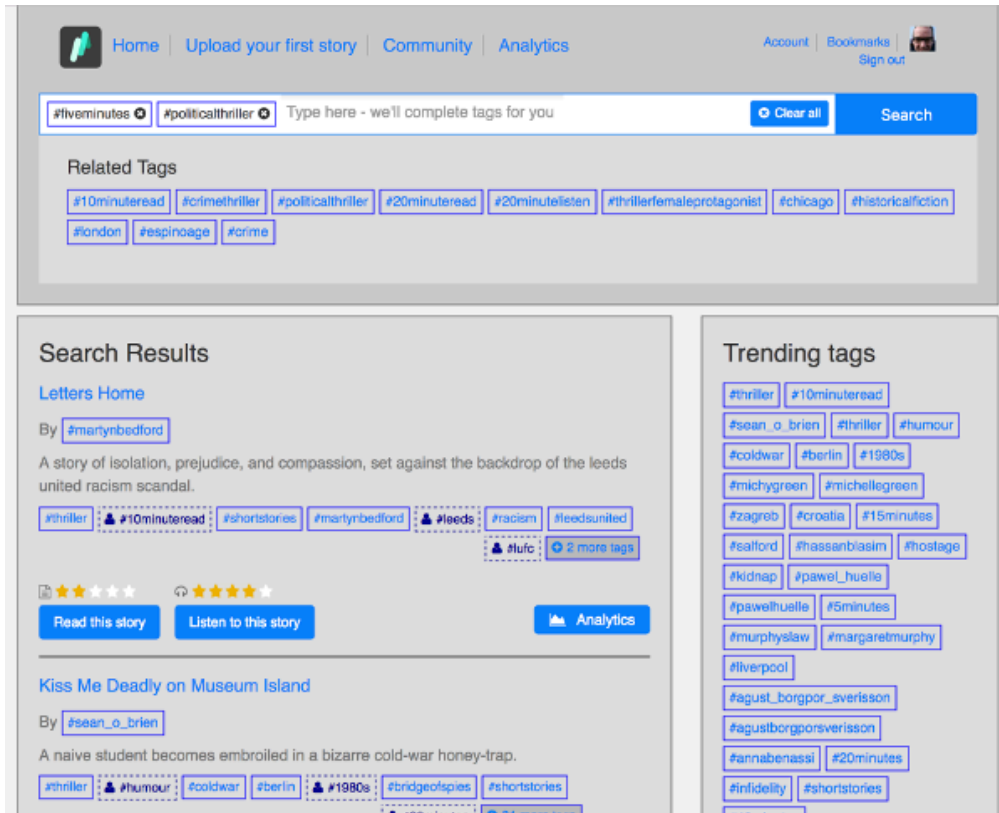 Home Upload your first story Community Analytics Account Bookmarks
Sign out
#fiveminutes #politicalthriller Type here - we'll complete tags for you Clear all Search
Related Tags
#10minuteread #crimethriller #politicalthriller #20minuteread #20minutelisten #thrillerfemaleprotagonist #chicago #historicalfiction
#london #espinoage #crime
Search Results
Letters Home
By #martynbedford
A story of isolation, prejudice, and compassion, set against the backdrop of the leeds
united racism scandal.
#thriller #10minuteread #shortstories #martynbedford #leeds #racism #leedsunited
#lufc 2 more tags
Read this story Listen to this story Analytics
Kiss Me Deadly on Museum Island
By #sean_o_brien
A naive student becomes embroiled in a bizarre cold-war honey-trap.
#thriller #humour #coldwar #berlin #1980s #bridgeofspies #shortstories
Trending tags
#thriller #10minuteread
#sean_o_brien #thriller #humour
#coldwar #berlin #1980s
#michygreen #michellegreen
#zagreb #croatia #15minutes
#salford #hassanblasim #hostage
#kidnap #pawel_huelle
#pawelhuelle #5minutes
#murphyslaw #margaretmurphy
#liverpool
#agust_borgpor_sverisson
#agustborgporsverisson
#annabenassi #20minutes
#infidelity #shortstories